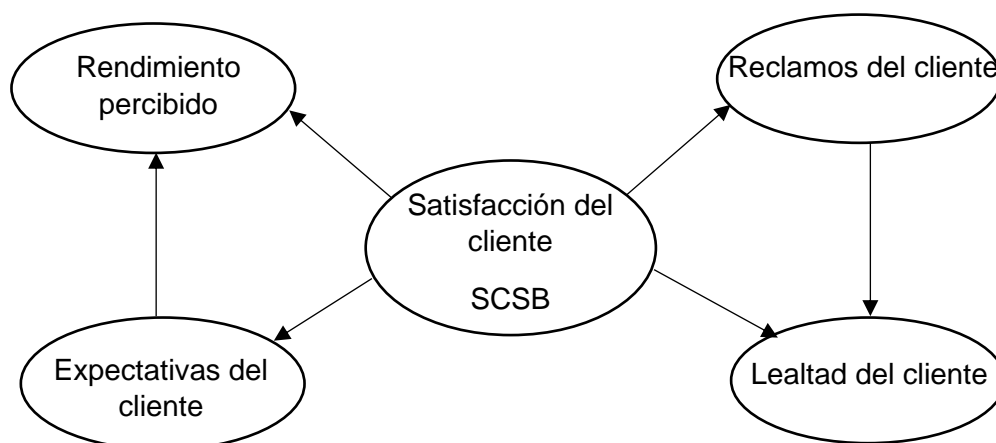 Rendimiento
percibido
Reclamos del cliente
Satisfacción del
cliente
SCSB
Expectativas del
cliente
Lealtad del cliente